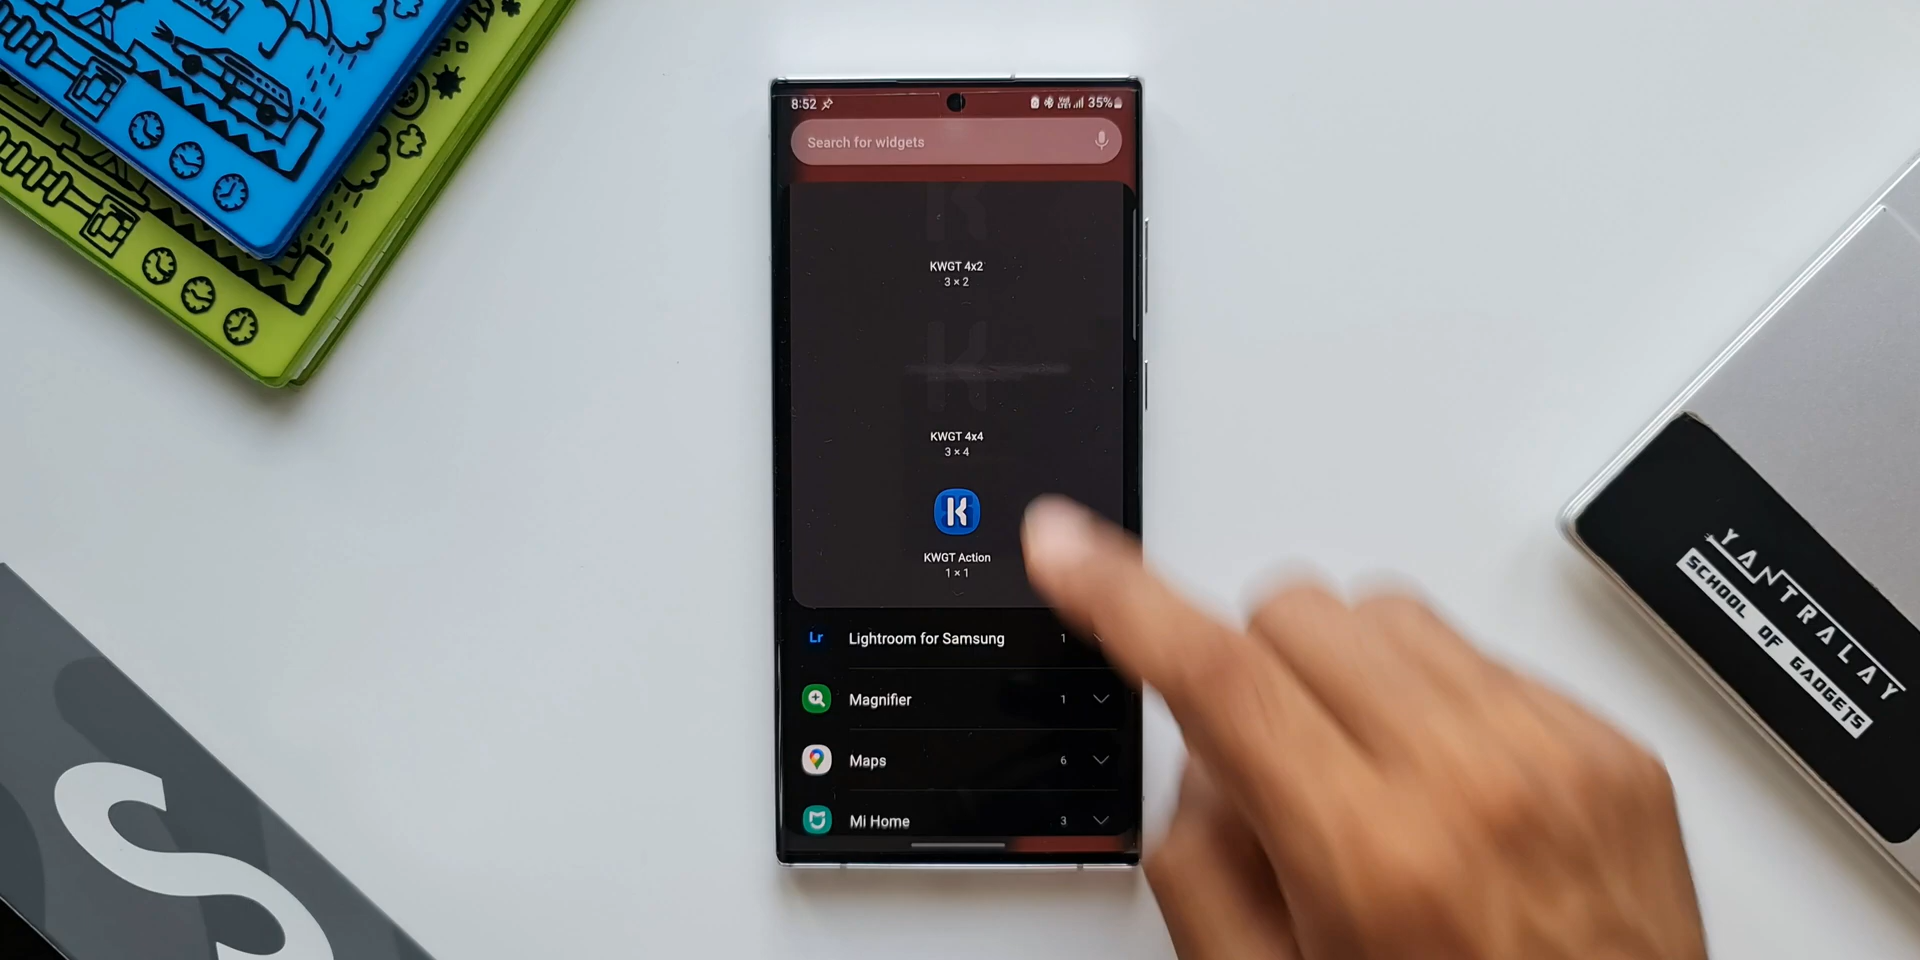 8:52
35%
Search for widgets
KWGT 4x2
3 × 2
KWGT 4x4
3 × 4
KWGT Action
1 × 1
Lr
Lightroom for Samsung
1
Magnifier
1
Maps
6
Mi Home
3
S
YANTRALAY
SCHOOL OF GADGETS